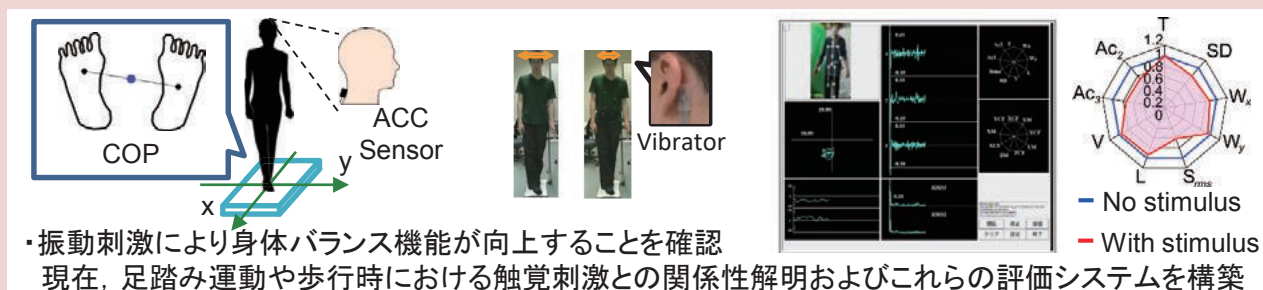 COP
ACC
Sensor
y
x
Vibrator
T
SD
Wx
Wy
Srms
L
V
Ac3
Ac2
1.2
1
0.8
0.6
0.4
0.2
0
No stimulus
With stimulus
・振動刺激により身体バランス機能が向上することを確認
現在，足踏み運動や歩行時における触覚刺激との関係性解明およびこれらの評価システムを構築